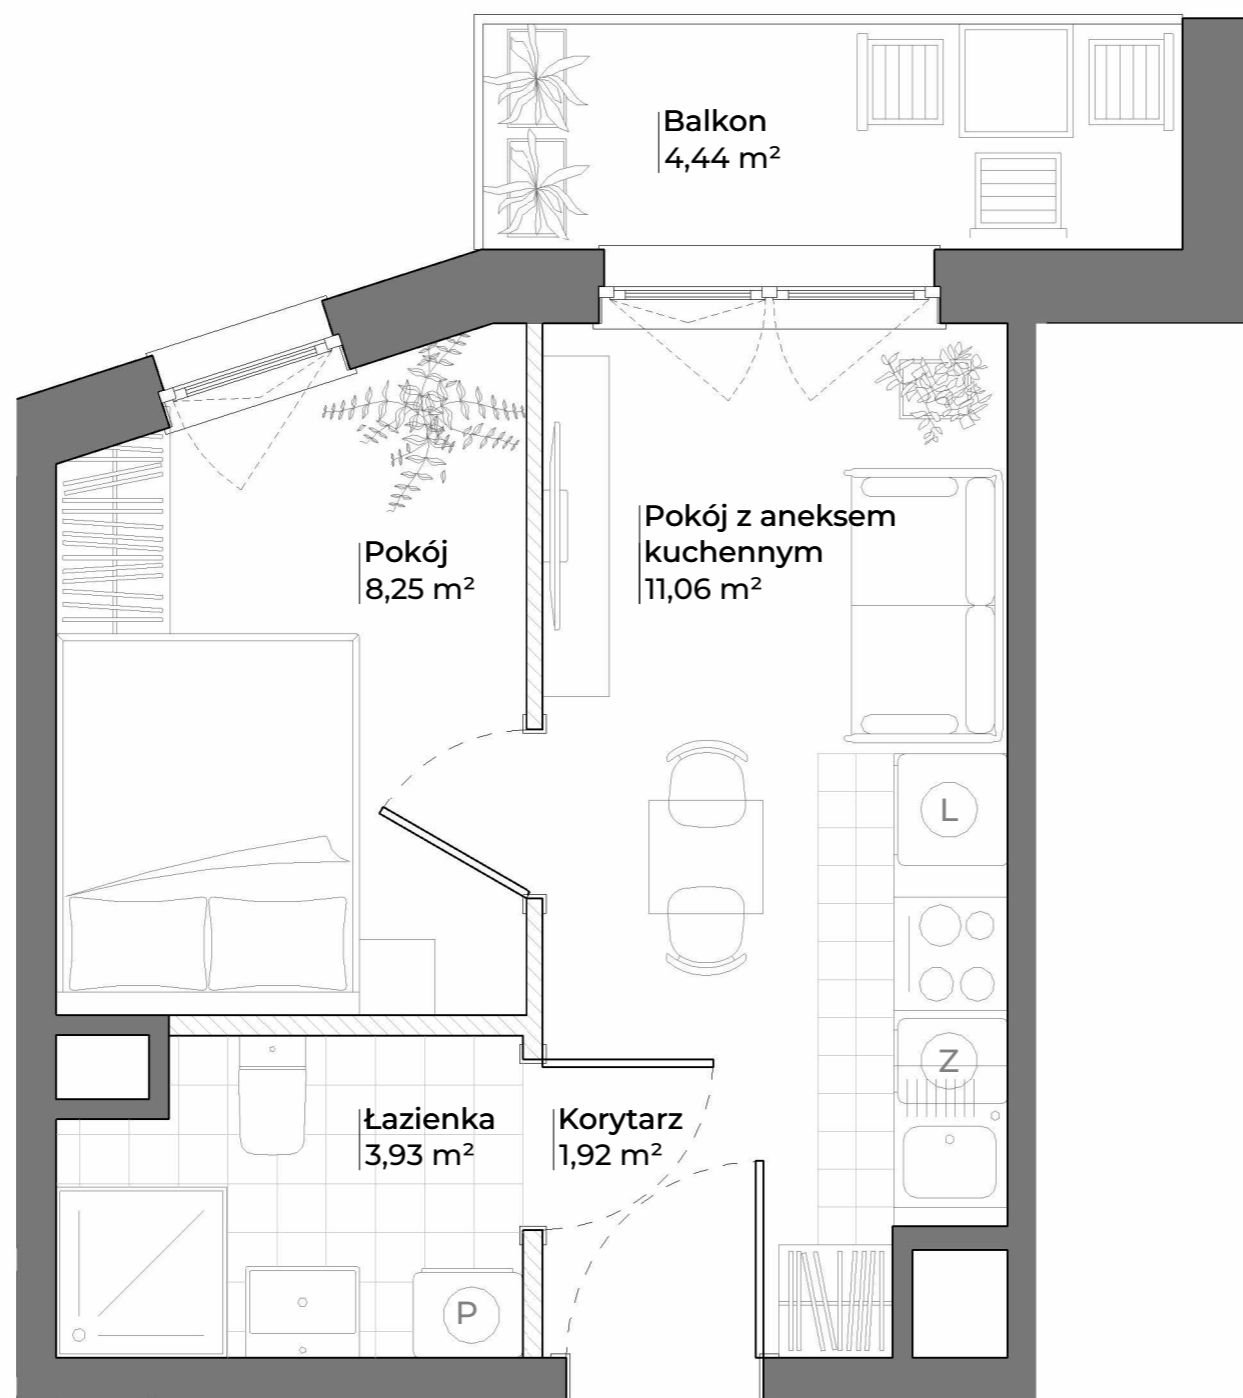 Balkon
4,44 m²
Pokój z aneksem
kuchennym
11,06 m²
Pokój
8,25 m²
L
Z
Łazienka
3,93 m²
Korytarz
1,92 m²
P